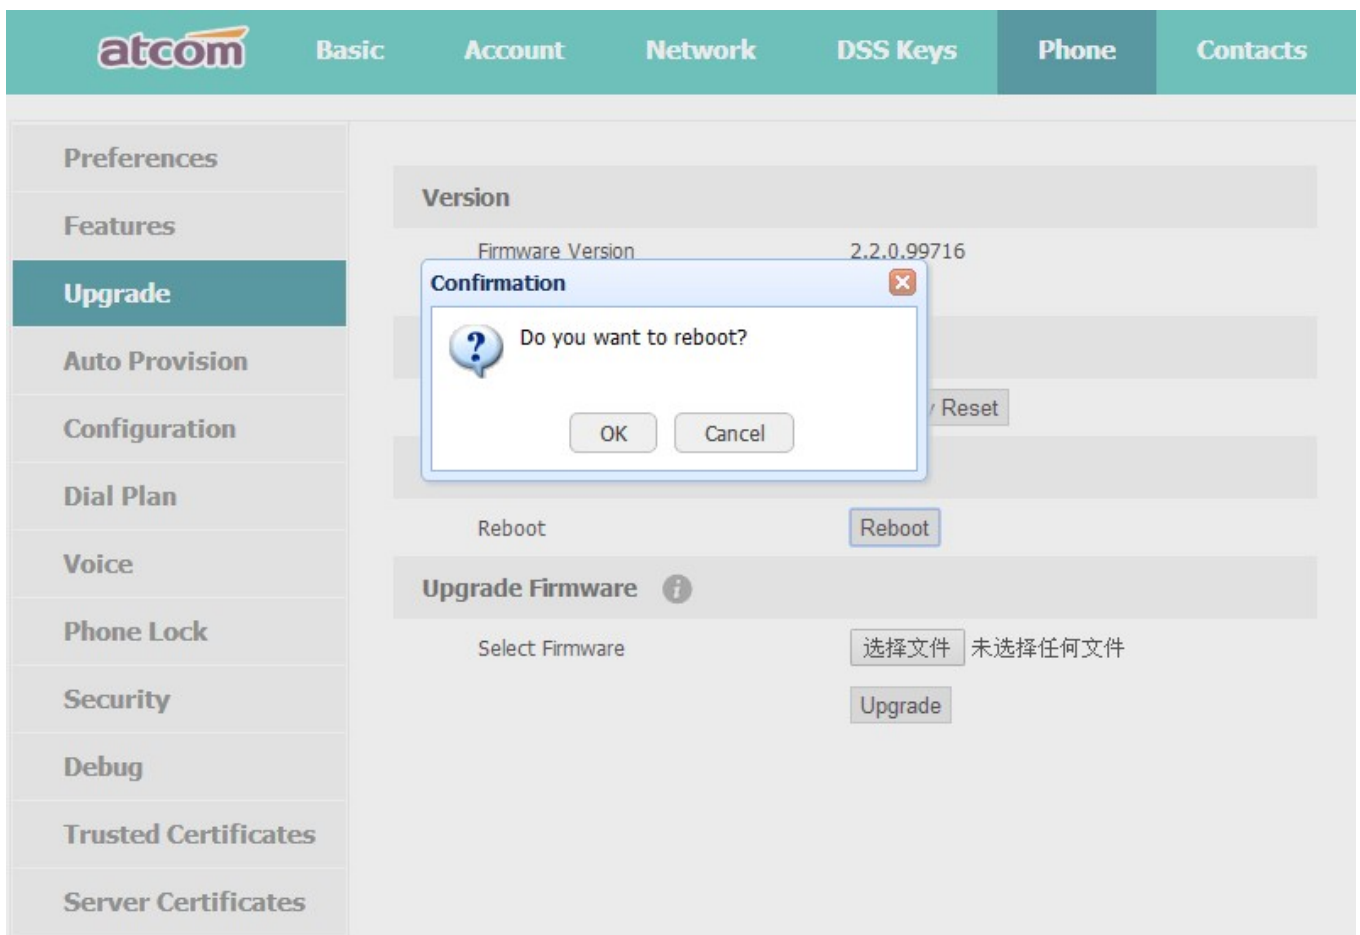 atcom Basic Account Network DSS Keys Phone Contacts
Preferences
Features
Upgrade
Auto Provision
Configuration
Dial Plan
Voice
Phone Lock
Security
Debug
Trusted Certificates
Server Certificates
Version
Firmware Version 2.2.0.99716
Confirmation
Do you want to reboot?
OK Cancel
Reset
Reboot Reboot
Upgrade Firmware
Select Firmware 选择文件 未选择任何文件
Upgrade